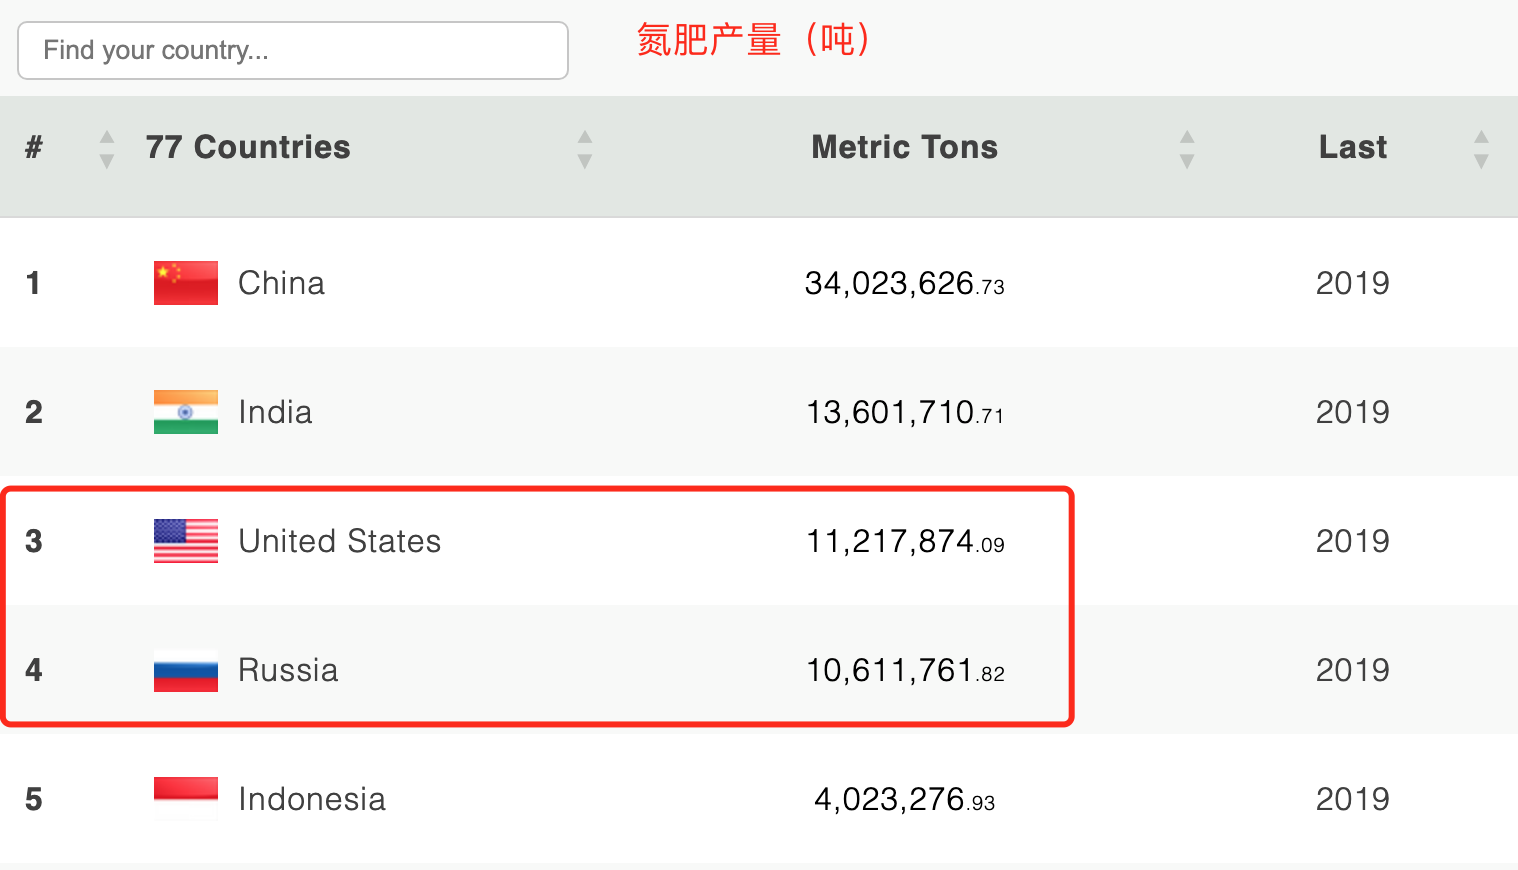 Find your country...
氮肥产量（吨）
# 77 Countries Metric Tons Last
1 China 34,023,626.73 2019
2 India 13,601,710.71 2019
3 United States 11,217,874.09 2019
4 Russia 10,611,761.82 2019
5 Indonesia 4,023,276.93 2019